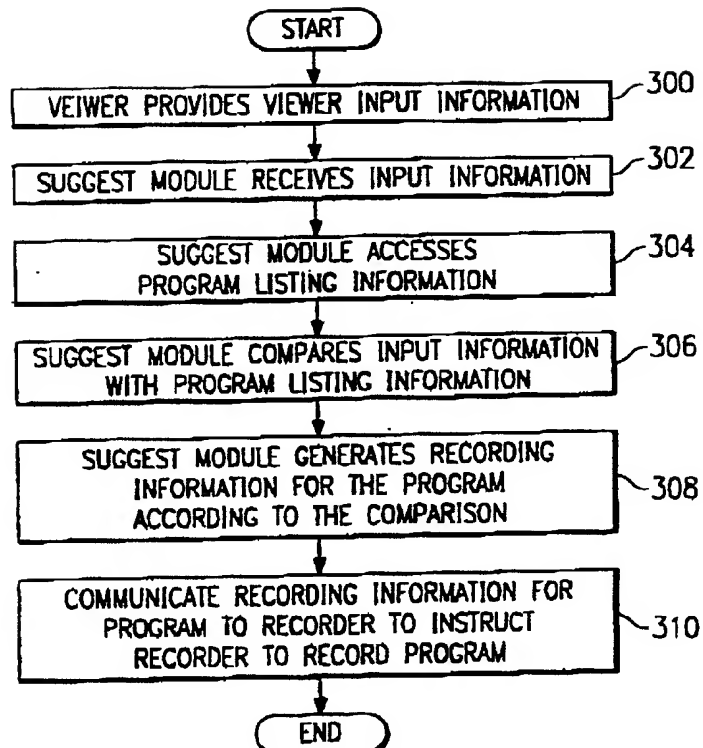 START
VEIWER PROVIDES VIEWER INPUT INFORMATION
300
SUGGEST MODULE RECEIVES INPUT INFORMATION
302
SUGGEST MODULE ACCESSES
PROGRAM LISTING INFORMATION
304
SUGGEST MODULE COMPARES INPUT INFORMATION
WITH PROGRAM LISTING INFORMATION
306
SUGGEST MODULE GENERATES RECORDING
INFORMATION FOR THE PROGRAM
ACCORDING TO THE COMPARISON
308
COMMUNICATE RECORDING INFORMATION FOR
PROGRAM TO RECORDER TO INSTRUCT
RECORDER TO RECORD PROGRAM
310
END